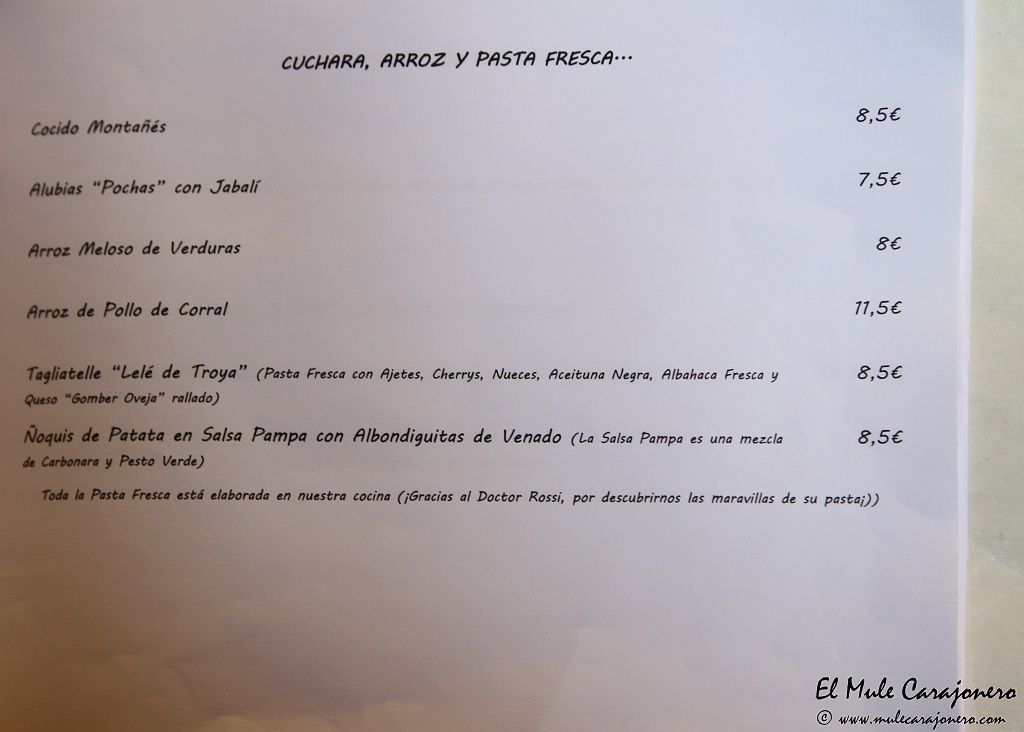 CUCHARA, ARROZ Y PASTA FRESCA...
Cocido Montañés 8,5€
Alubias "Pochas" con Jabalí 7,5€
Arroz Meloso de Verduras 8€
Arroz de Pollo de Corral 11,5€
Tagliatelle "Lelé de Troya" (Pasta Fresca con Ajetes, Cherrys, Nueces, Aceituna Negra, Albahaca Fresca y 8,5€
Queso "Gomber Oveja" rallado)
Ñoquis de Patata en Salsa Pampa con Albondiguitas de Venado (La Salsa Pampa es una mezcla 8,5€
de Carbonara y Pesto Verde)
Toda la Pasta Fresca está elaborada en nuestra cocina (¡Gracias al Doctor Rossi, por descubrirnos las maravillas de su pasta¡))
El Mule Carajonero
© www.mulecarajonero.com